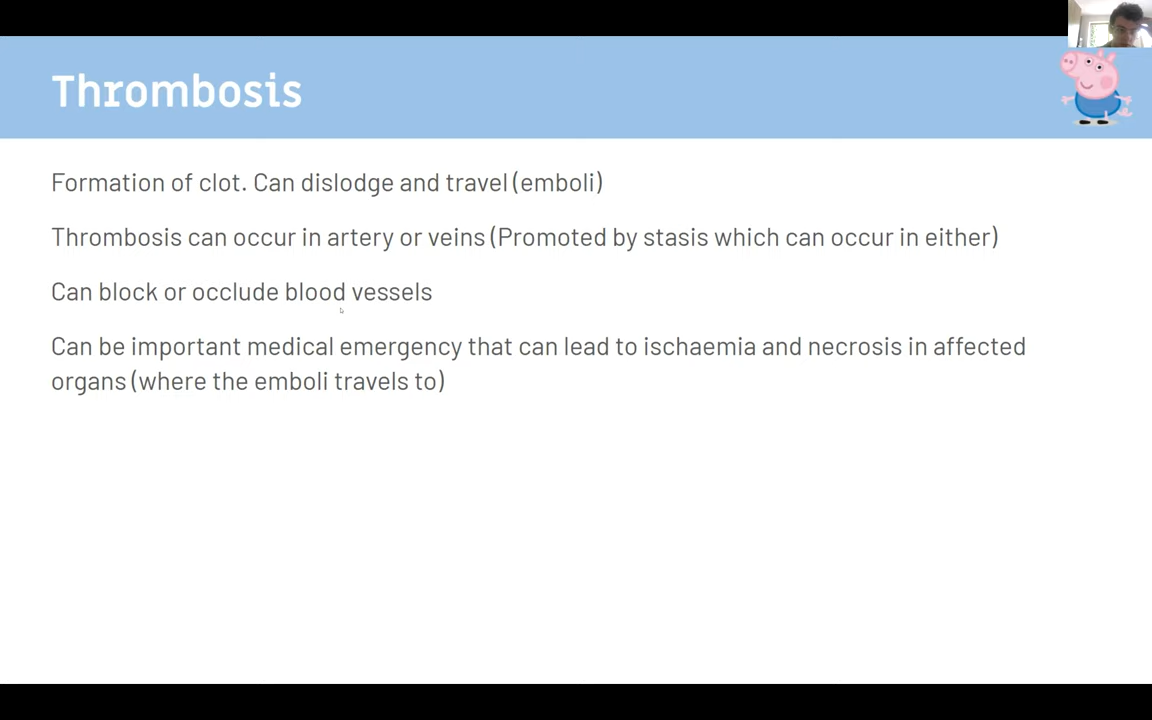 Thrombosis
Formation of clot. Can dislodge and travel (emboli)
Thrombosis can occur in artery or veins (Promoted by stasis which can occur in either)
Can block or occlude blood vessels
Can be important medical emergency that can lead to ischaemia and necrosis in affected
organs (where the emboli travels to)